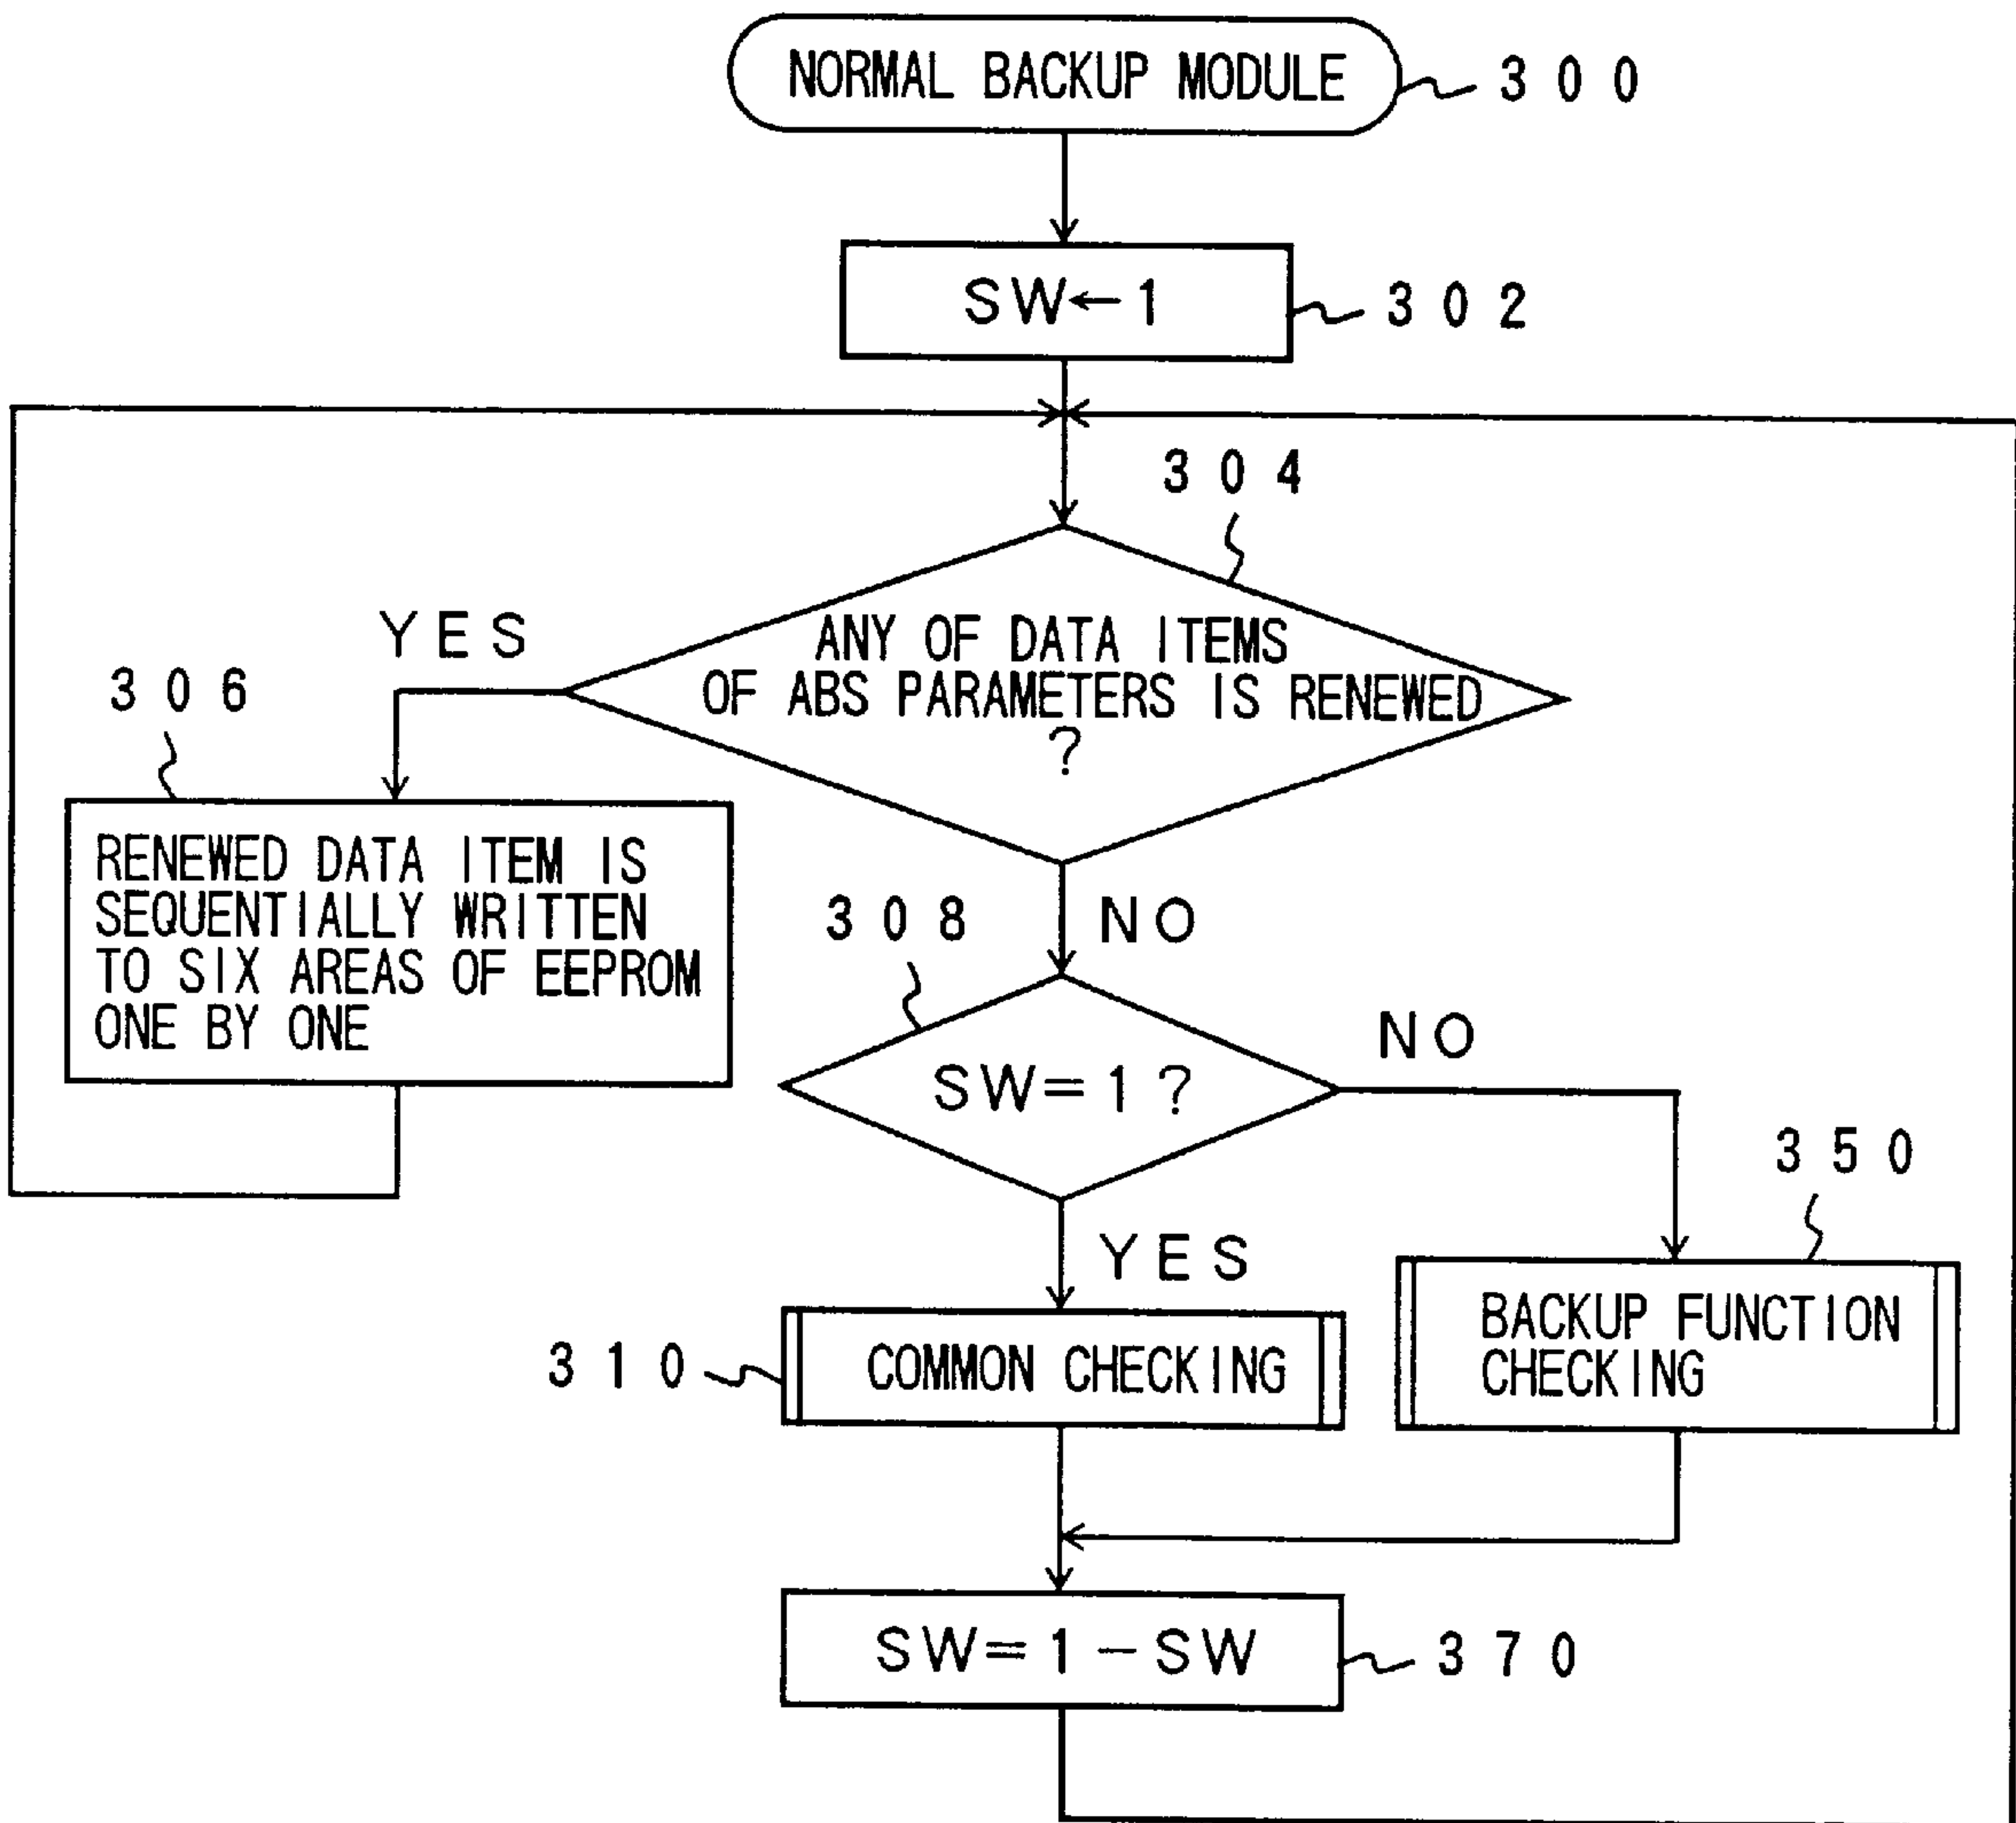 NORMAL BACKUP MODULE
300
SW←1
302
304
YES
ANY OF DATA ITEMS
OF ABS PARAMETERS IS RENEWED
?
306
RENEWED DATA ITEM IS
SEQUENTIALLY WRITTEN
TO SIX AREAS OF EEPROM
ONE BY ONE
308
NO
SW=1?
NO
350
YES
310
COMMON CHECKING
BACKUP FUNCTION
CHECKING
SW=1-SW
370